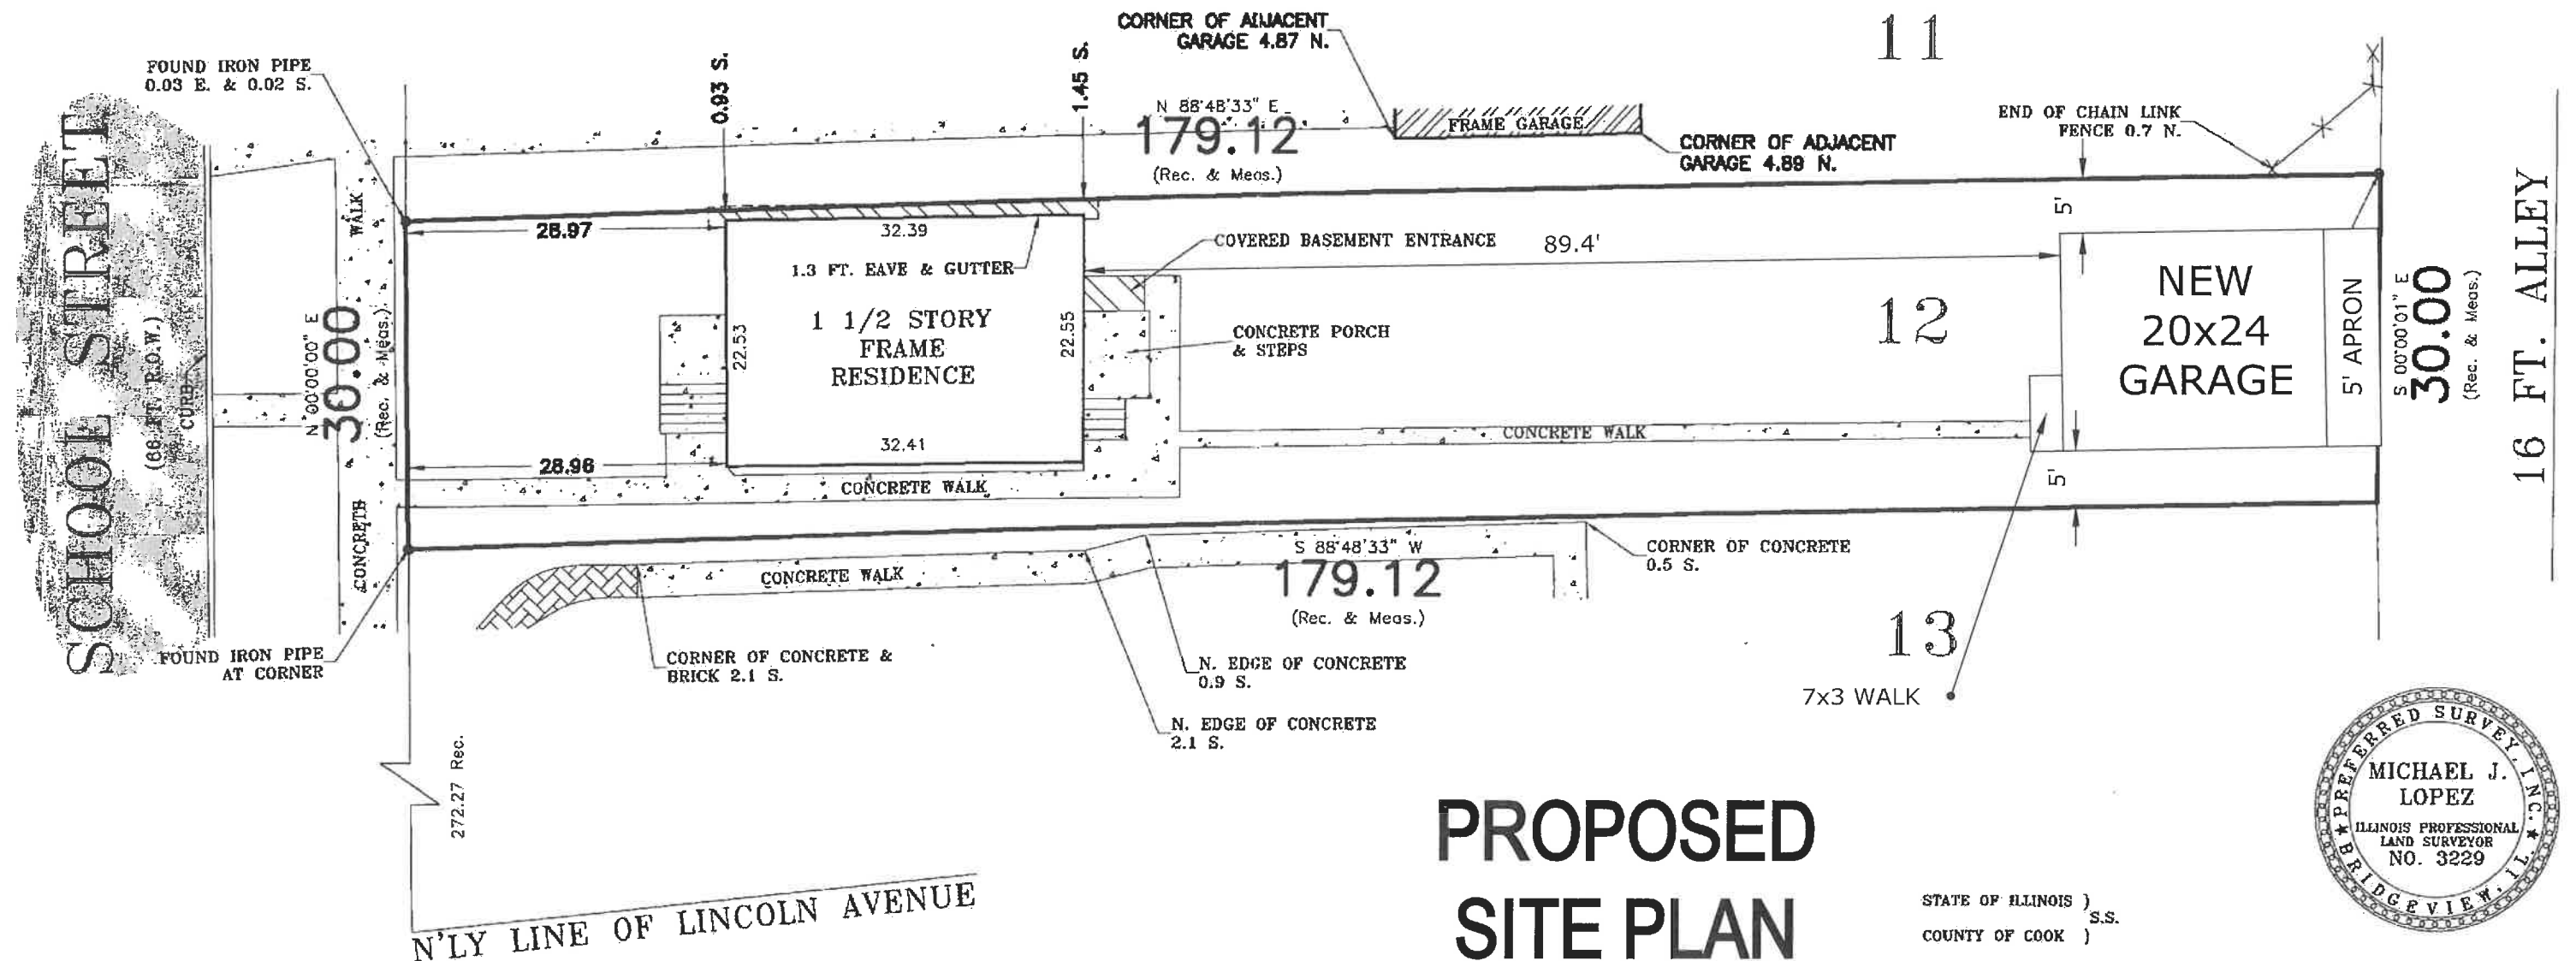 CORNER OF ADJACENT
GARAGE 4.87 N.
11
FOUND IRON PIPE
0.03 E. & 0.02 S.
0.93 S.
1.45 S.
N 88°48'33" E
179.12
(Rec. & Meas.)
FRAME GARAGE
CORNER OF ADJACENT
GARAGE 4.89 N.
END OF CHAIN LINK
FENCE 0.7 N.
SCHOOL STREET
(66 FT. R.O.W.)
CURB
WALK
CONCRETE
N 00°00'00" E
30.00
(Rec. & Meas.)
28.97
32.39
1.3 FT. EAVE & GUTTER
1 1/2 STORY
FRAME
RESIDENCE
22.53
22.55
32.41
28.96
CONCRETE WALK
COVERED BASEMENT ENTRANCE
89.4'
CONCRETE PORCH
& STEPS
12
CONCRETE WALK
5'
NEW
20x24
GARAGE
5' APRON
5'
S 00°00'01" E
30.00
(Rec. & Meas.)
16 FT. ALLEY
CONCRETE WALK
S 88°48'33" W
179.12
(Rec. & Meas.)
CORNER OF CONCRETE
0.5 S.
13
7x3 WALK
FOUND IRON PIPE
AT CORNER
CORNER OF CONCRETE &
BRICK 2.1 S.
N. EDGE OF CONCRETE
0.9 S.
N. EDGE OF CONCRETE
2.1 S.
272.27 Rec.
N'LY LINE OF LINCOLN AVENUE
PROPOSED
SITE PLAN
STATE OF ILLINOIS )
S.S.
COUNTY OF COOK )
PREFERRED SURVEY, INC.
MICHAEL J.
LOPEZ
ILLINOIS PROFESSIONAL
LAND SURVEYOR
NO. 3229
BRIDGEVIEW, IL.